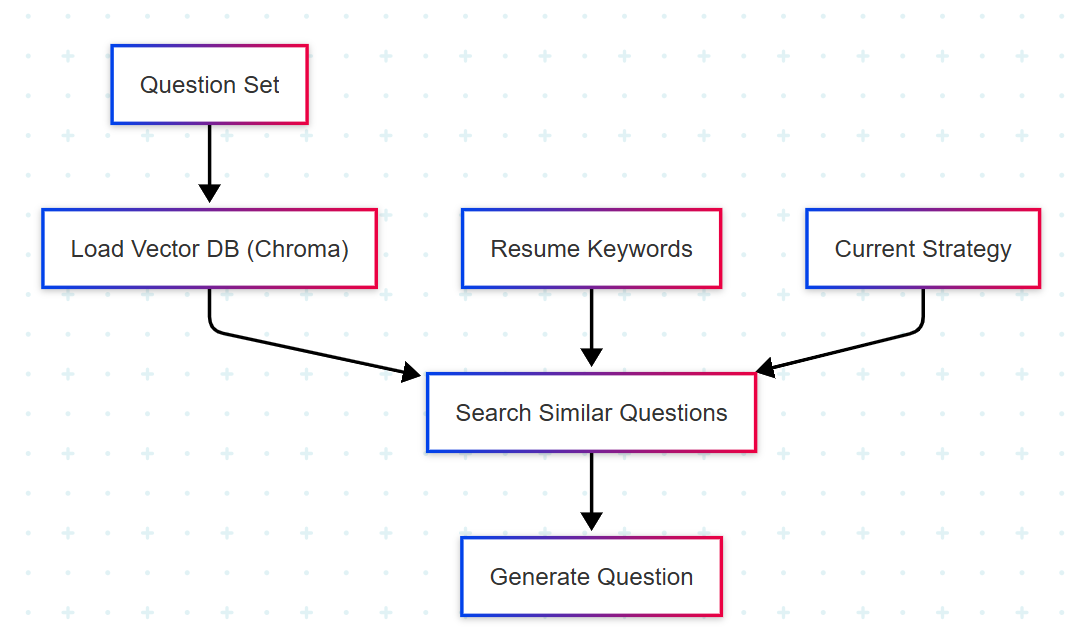 Question Set
Load Vector DB (Chroma)
Resume Keywords
Current Strategy
Search Similar Questions
Generate Question